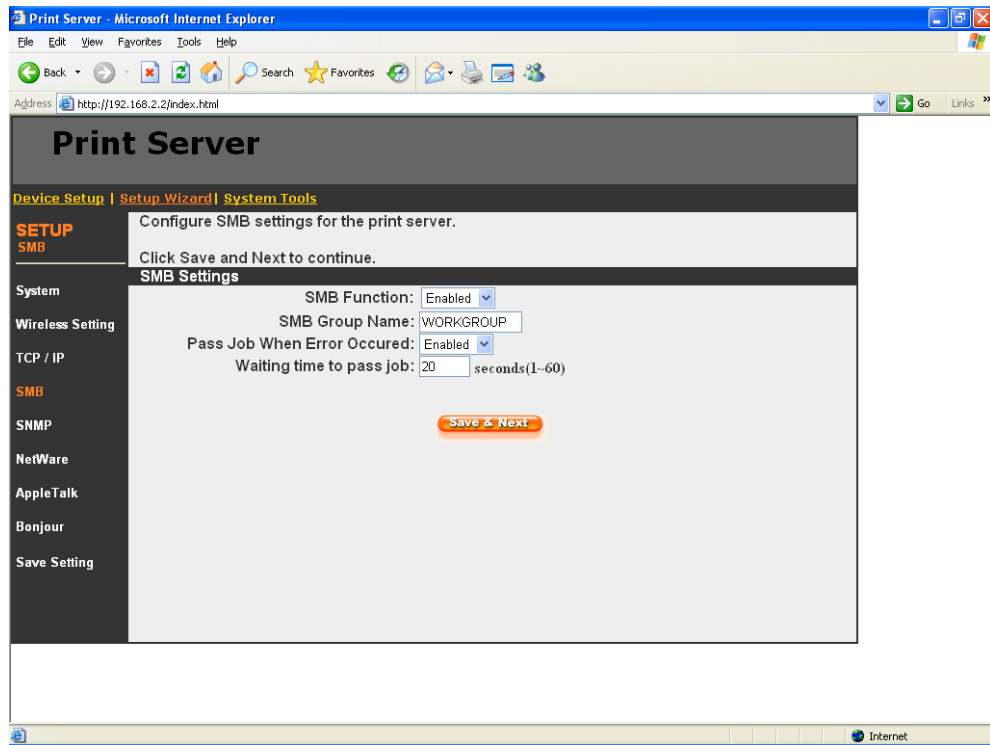 Print Server - Microsoft Internet Explorer
File Edit View Favorites Tools Help
Back Search Favorites
Address http://192.168.2.2/index.html Go Links »
Print Server
Device Setup | Setup Wizard | System Tools
SETUP
SMB
System
Wireless Setting
TCP / IP
SMB
SNMP
NetWare
AppleTalk
Bonjour
Save Setting
Configure SMB settings for the print server.
Click Save and Next to continue.
SMB Settings
SMB Function: Enabled
SMB Group Name: WORKGROUP
Pass Job When Error Occured: Enabled
Waiting time to pass job: 20 seconds(1~60)
Save & Next
Internet